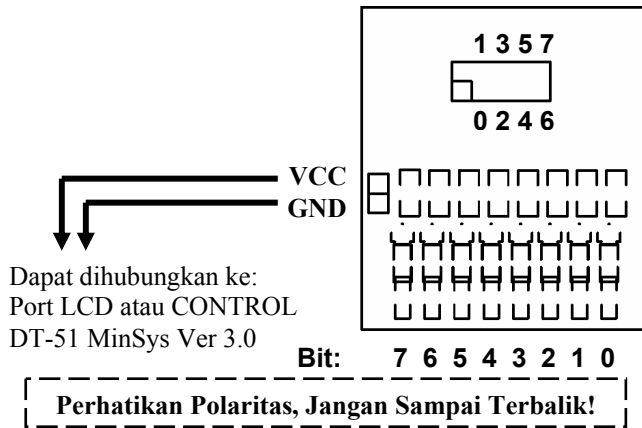 1 3 5 7
0 2 4 6
VCC
GND
Dapat dihubungkan ke:
Port LCD atau CONTROL
DT-51 MinSys Ver 3.0
Bit: 7 6 5 4 3 2 1 0
Perhatikan Polaritas, Jangan Sampai Terbalik!